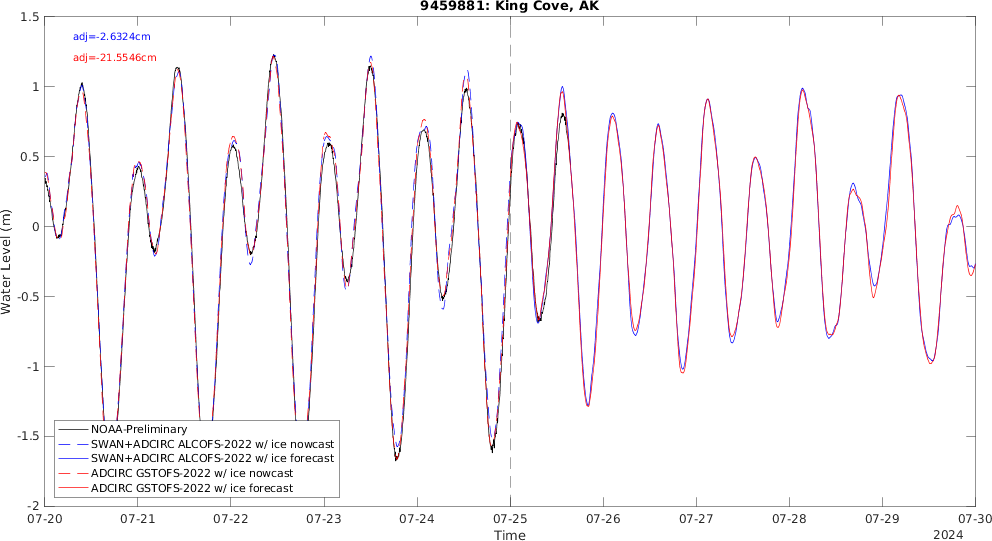 9459881: King Cove, AK
adj=-2.6324cm
adj=-21.5546cm
Water Level (m)
1.5
1
0.5
0
-0.5
-1
-1.5
-2
NOAA-Preliminary
SWAN+ADCIRC ALCOFS-2022 w/ ice nowcast
SWAN+ADCIRC ALCOFS-2022 w/ ice forecast
ADCIRC GSTOFS-2022 w/ ice nowcast
ADCIRC GSTOFS-2022 w/ ice forecast
07-20 07-21 07-22 07-23 07-24 07-25 07-26 07-27 07-28 07-29 07-30
Time
2024